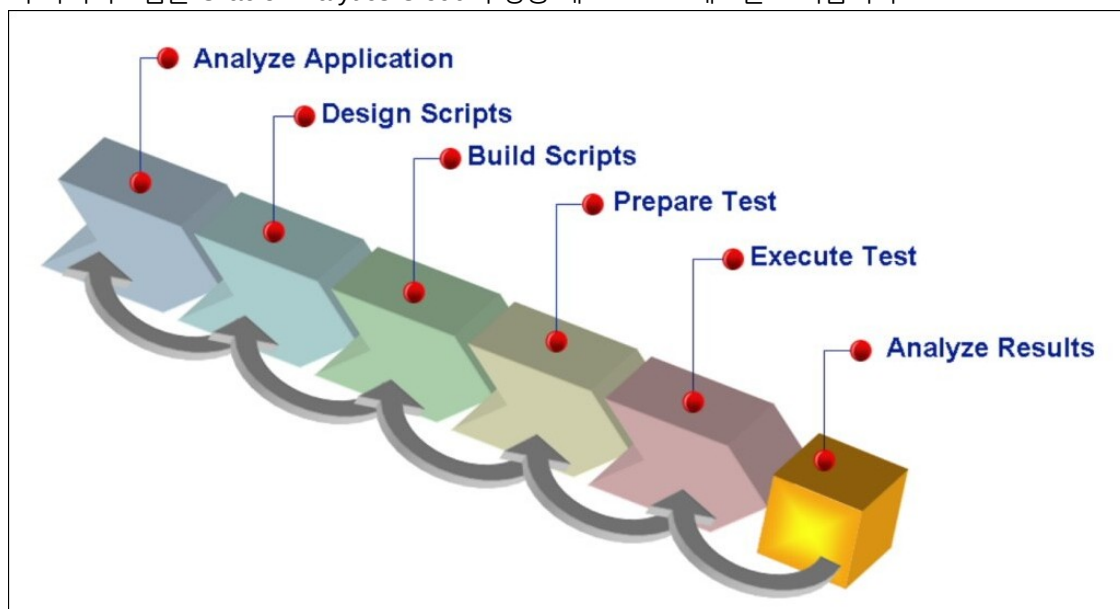 Analyze Application
Design Scripts
Build Scripts
Prepare Test
Execute Test
Analyze Results